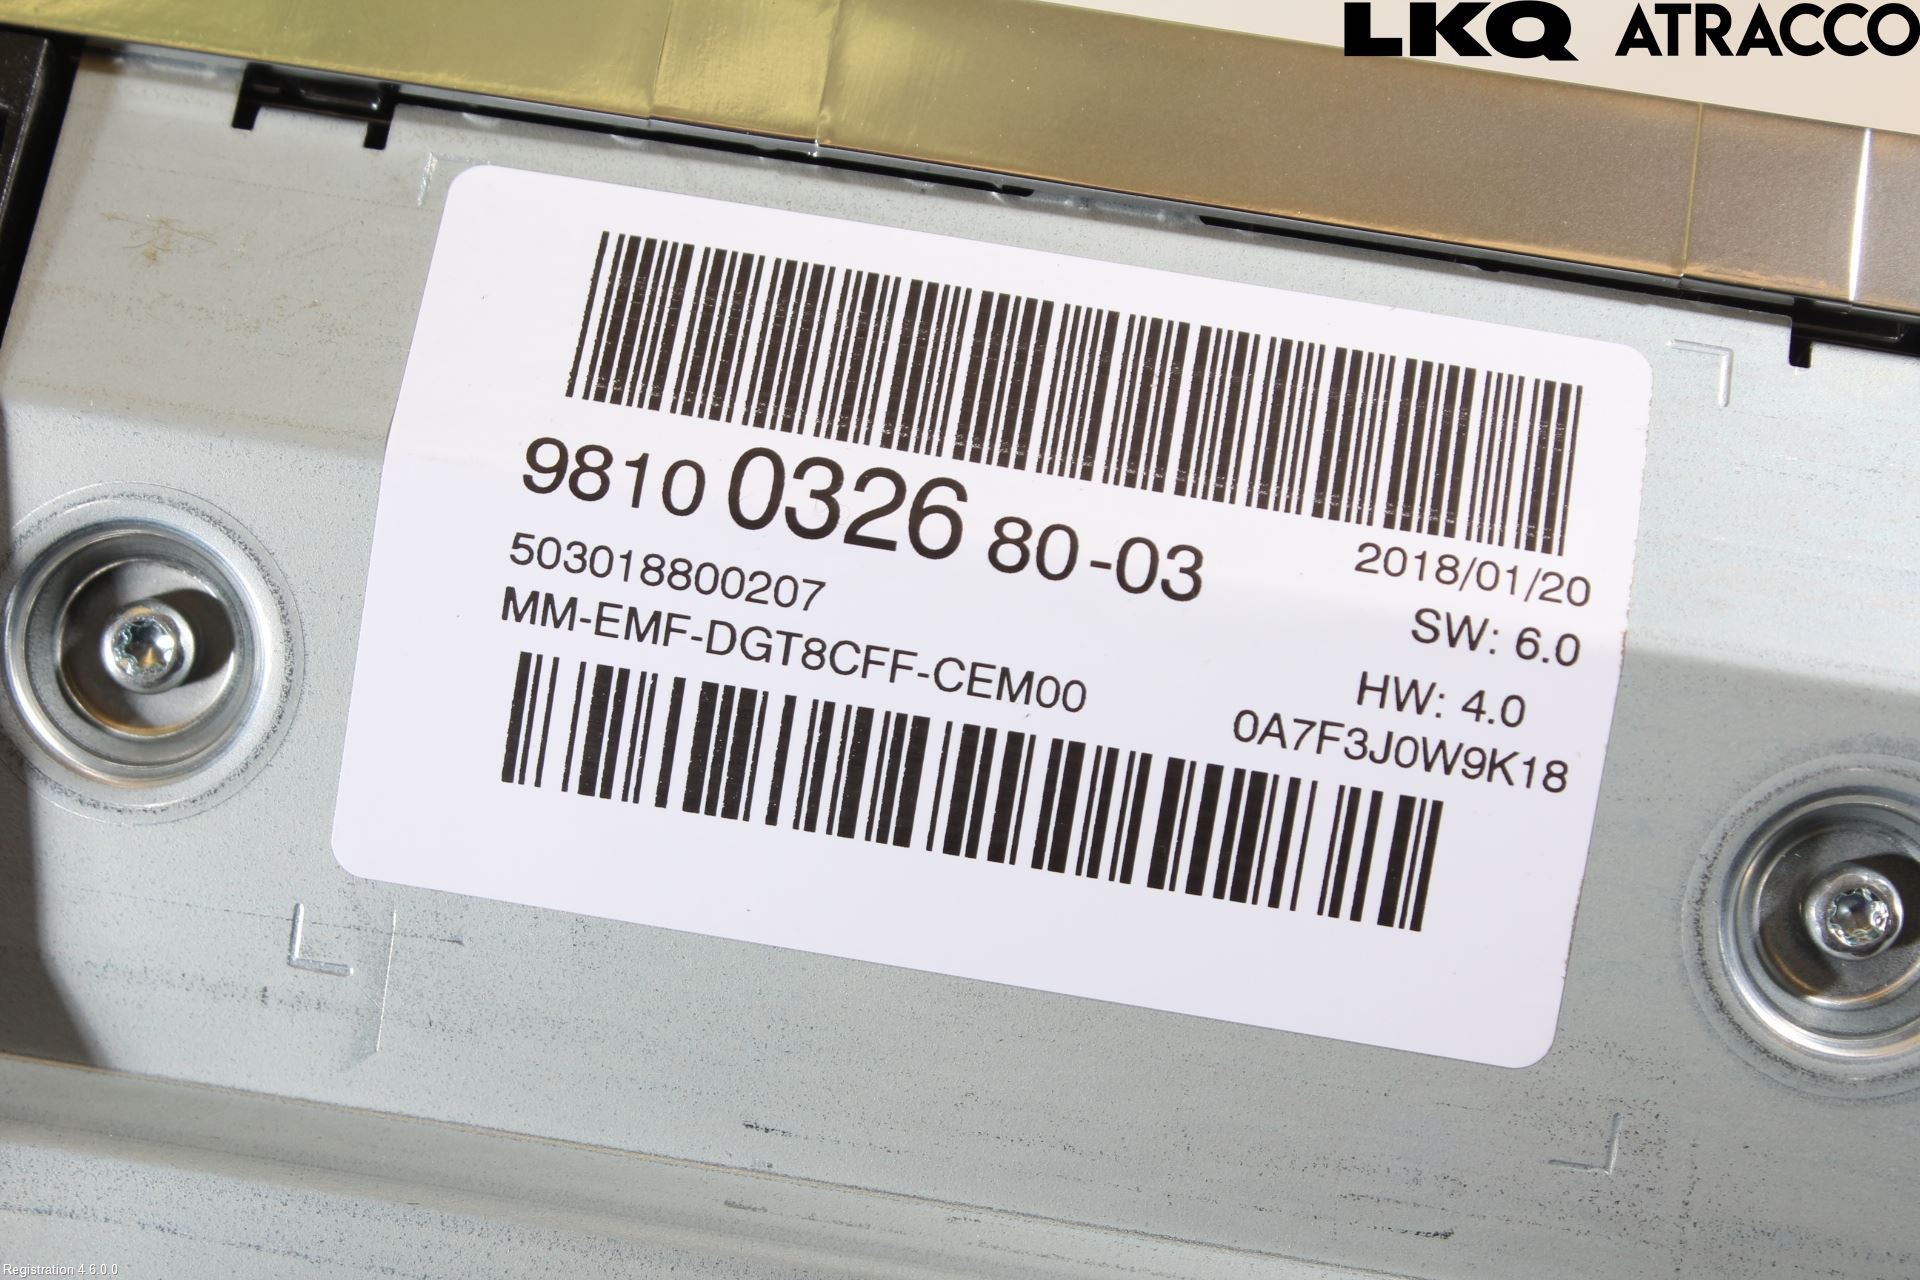 LKQ ATRACCO
9810 0326 80-03
2018/01/20
503018800207
SW: 6.0
MM-EMF-DGT8CFF-CEM00
HW: 4.0
0A7F3J0W9K18
Registration 4.6.0.0